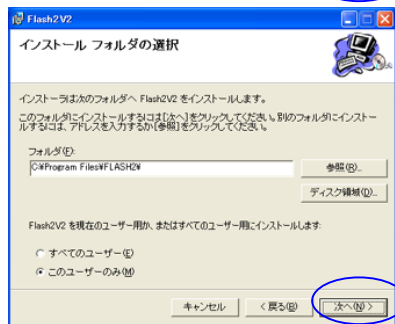 Flash2V2
インストール フォルダの選択
インストーラは次のフォルダへ Flash2V2 をインストールします。
このフォルダにインストールするには[次へ]をクリックしてください。別のフォルダにインストー
ルするには、アドレスを入力するか[参照]をクリックしてください。
フォルダ(F):
C:¥Program Files¥FLASH2¥
参照(R)...
ディスク領域(D)...
Flash2V2 を現在のユーザー用か、またはすべてのユーザー用にインストールします:
すべてのユーザー(E)
このユーザーのみ(M)
キャンセル
< 戻る(B)
次へ(N) >